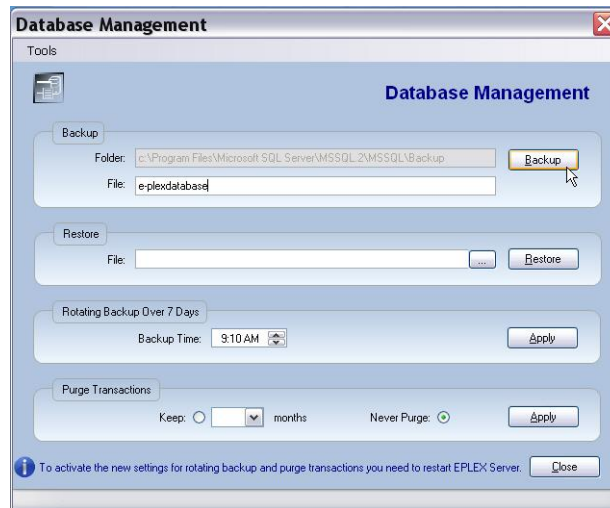 Database Management
Tools
Database Management
Backup
Folder: c:\Program Files\Microsoft SQL Server\MSSQL.2\MSSQL\Backup Backup
File: e-plexdatabase
Restore
File: ... Restore
Rotating Backup Over 7 Days
Backup Time: 9:10 AM Apply
Purge Transactions
Keep: months Never Purge: Apply
To activate the new settings for rotating backup and purge transactions you need to restart EPLEX Server. Close